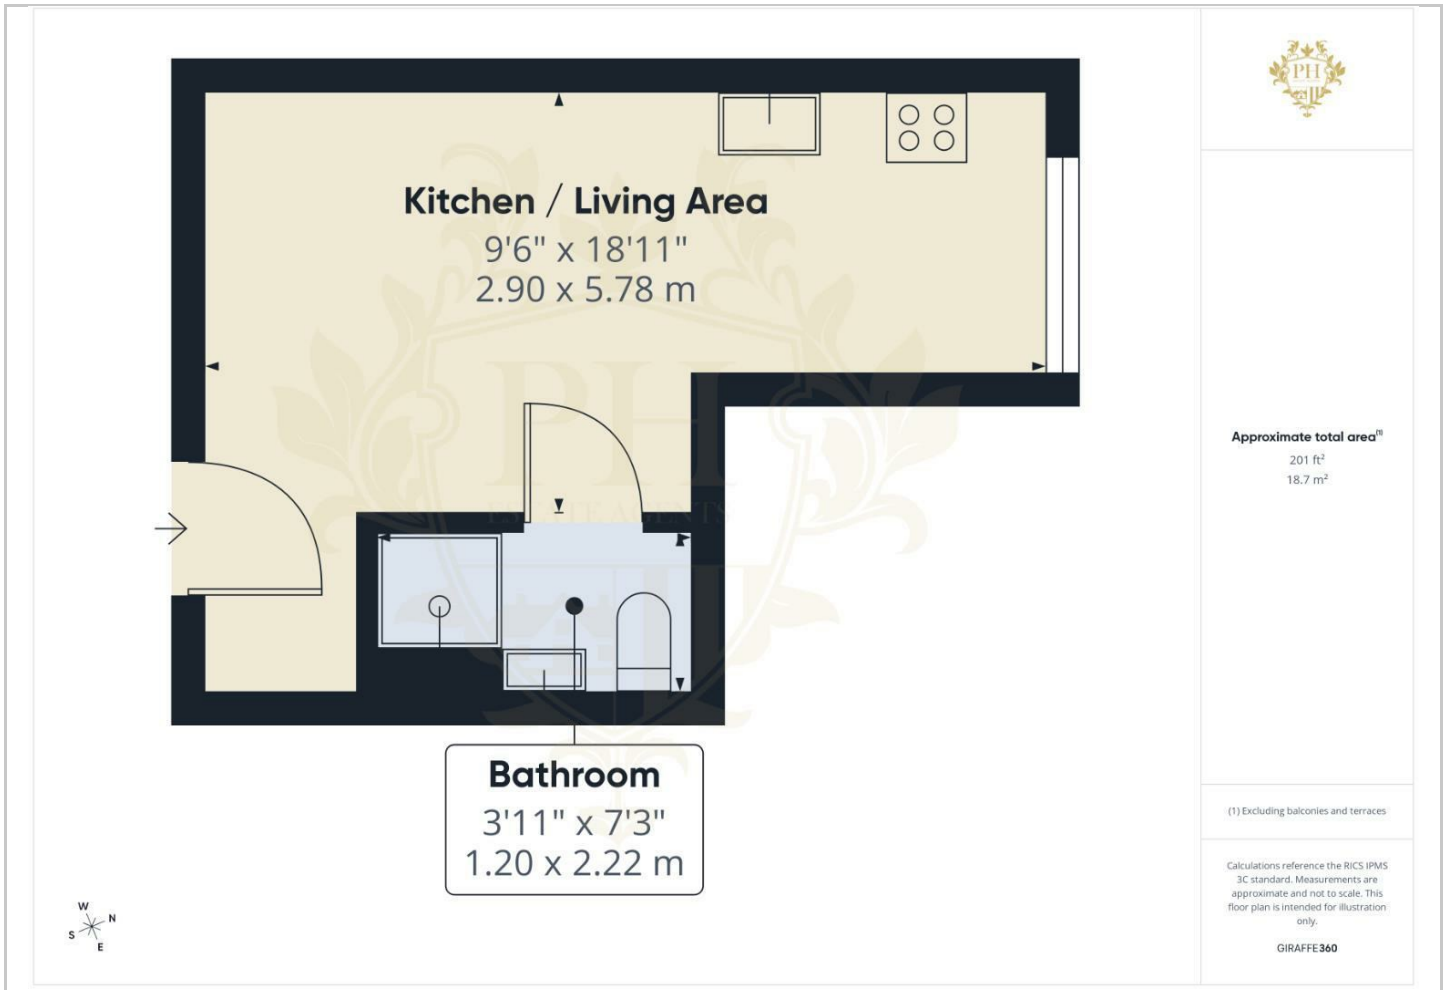 Kitchen / Living Area
9'6" x 18'11"
2.90 x 5.78 m
PH
ESTATE AGENTS
Bathroom
3'11" x 7'3"
1.20 x 2.22 m
W
N
S
E
PH
Approximate total area(1)
201 ft²
18.7 m²
(1) Excluding balconies and terraces
Calculations reference the RICS IPMS
3C standard. Measurements are
approximate and not to scale. This
floor plan is intended for illustration
only.
GIRAFFE360